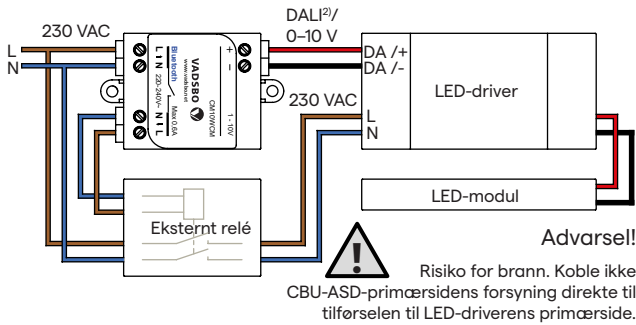 230 VAC
DALI²⁾/
0–10 V
L
N
L N
N L
Bluetooth
220-240V~
Max 0,6A
VADSBO
www.vadsbo.net
CM10WCM
+
–
1 - 10V
DA /+
DA /-
LED-driver
230 VAC
L
N
LED-modul
Eksternt relé
!
Advarsel!
Risiko for brann. Koble ikke
CBU-ASD-primærsidens forsyning direkte til
tilførselen til LED-driverens primærside.